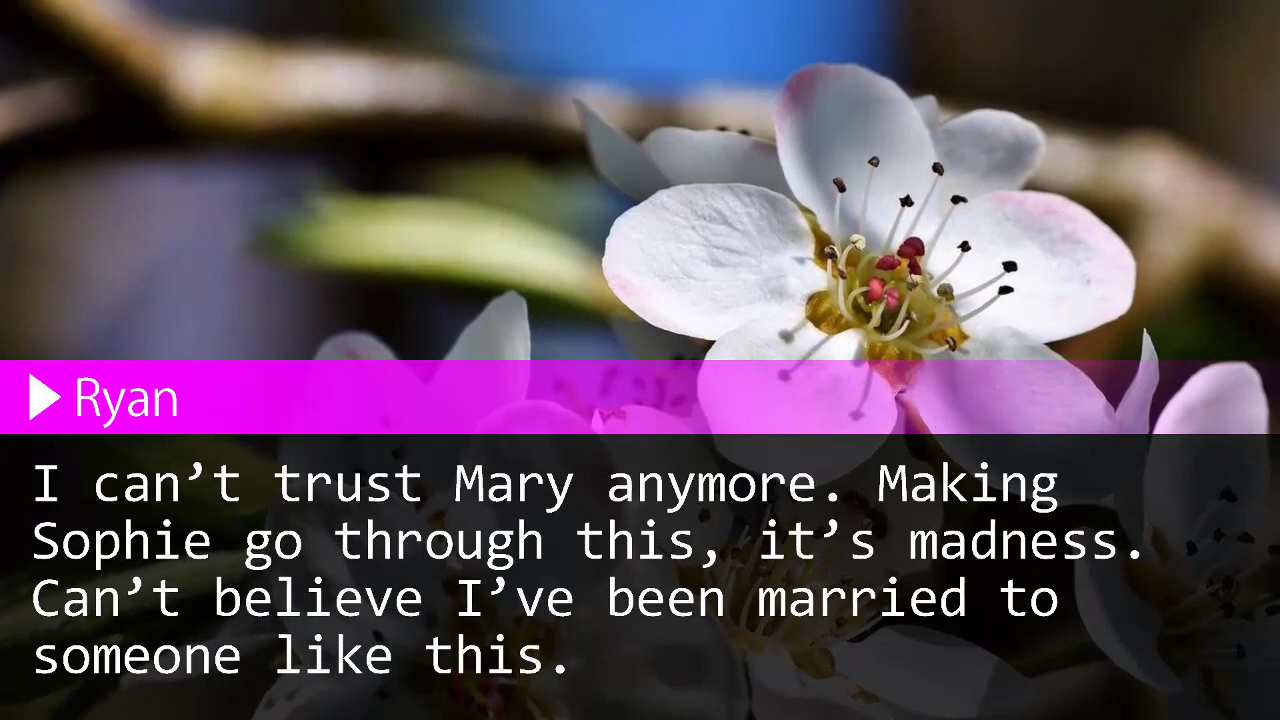 Ryan
I can’t trust Mary anymore. Making
Sophie go through this, it’s madness.
Can’t believe I’ve been married to
someone like this.